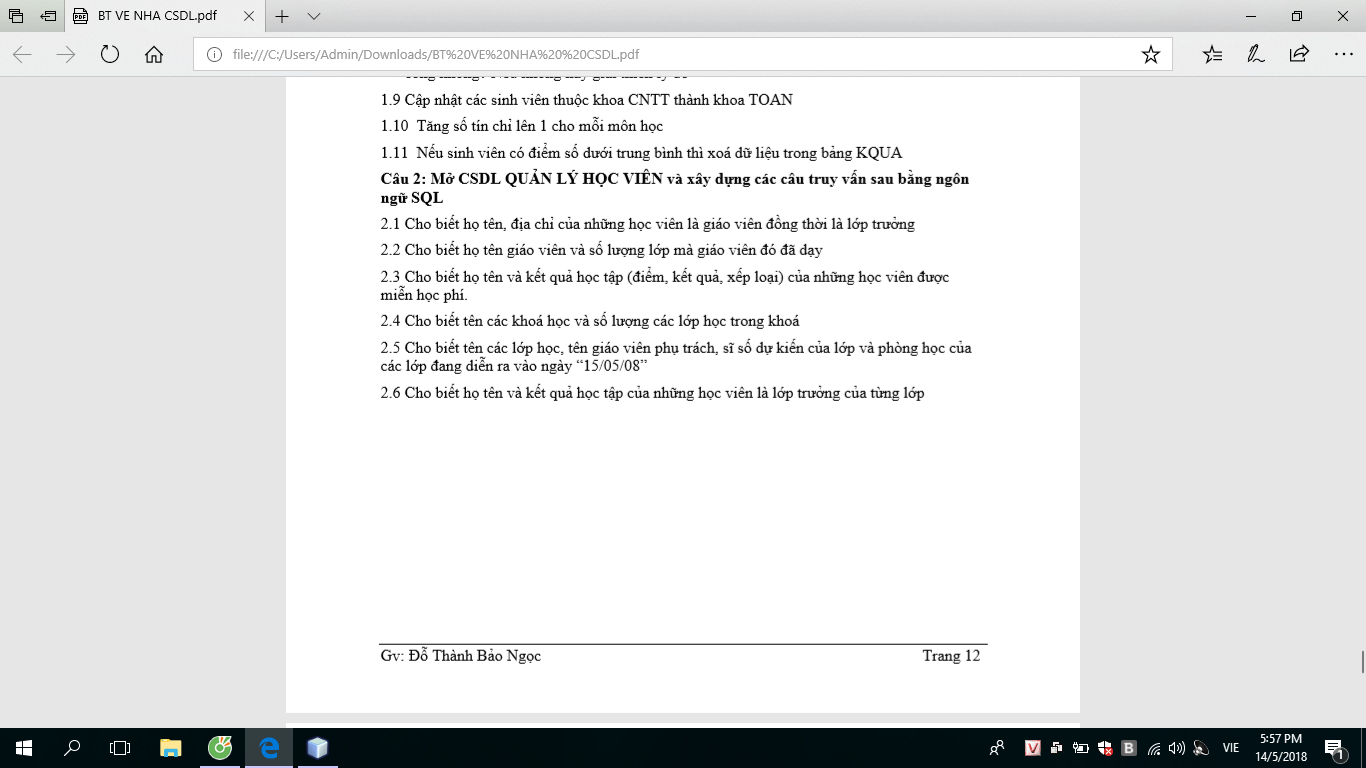 BT VE NHA CSDL.pdf
file:///C:/Users/Admin/Downloads/BT%20VE%20NHA%20%20CSDL.pdf
1.9 Cập nhật các sinh viên thuộc khoa CNTT thành khoa TOAN
1.10 Tăng số tín chỉ lên 1 cho mỗi môn học
1.11 Nếu sinh viên có điểm số dưới trung bình thì xoá dữ liệu trong bảng KQUA
Câu 2: Mở CSDL QUẢN LÝ HỌC VIÊN và xây dựng các câu truy vấn sau bằng ngôn
ngữ SQL
2.1 Cho biết họ tên, địa chỉ của những học viên là giáo viên đồng thời là lớp trưởng
2.2 Cho biết họ tên giáo viên và số lượng lớp mà giáo viên đó đã dạy
2.3 Cho biết họ tên và kết quả học tập (điểm, kết quả, xếp loại) của những học viên được
miễn học phí.
2.4 Cho biết tên các khoá học và số lượng các lớp học trong khoá
2.5 Cho biết tên các lớp học, tên giáo viên phụ trách, sĩ số dự kiến của lớp và phòng học của
các lớp đang diễn ra vào ngày “15/05/08”
2.6 Cho biết họ tên và kết quả học tập của những học viên là lớp trưởng của từng lớp
Gv: Đỗ Thành Bảo Ngọc Trang 12
VIE
5:57 PM
14/5/2018